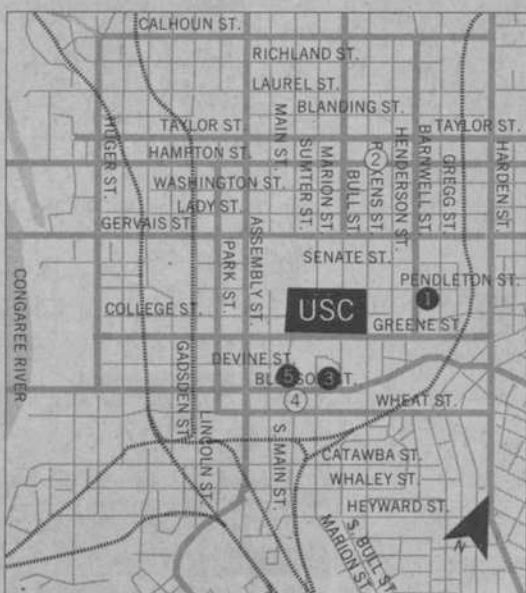 CALHOUN ST.
RICHLAND ST.
LAUREL ST.
BLANDING ST.
TAYLOR ST.
TAYLOR ST.
HAMPTON ST.
WASHINGTON ST.
LADY ST.
GERVAIS ST.
HUGER ST.
MAIN ST.
SUMTER ST.
MARION ST.
BULL ST.
2
ST.
HENDERSON ST.
BARNWELL ST.
GREGG ST.
HARDEN ST.
ASSEMBLY ST.
PARK ST.
SENATE ST.
PENDLETON ST.
1
CONGAREE RIVER
COLLEGE ST.
USC
GREENE ST.
DEVINE ST.
BLOSSOM ST.
5
3
4
WHEAT ST.
GADSDEN ST.
LINCOLN ST.
S. MAIN ST.
CATAWBA ST.
WHALEY ST.
HEYWARD ST.
S. BULL ST.
MARION ST.
N